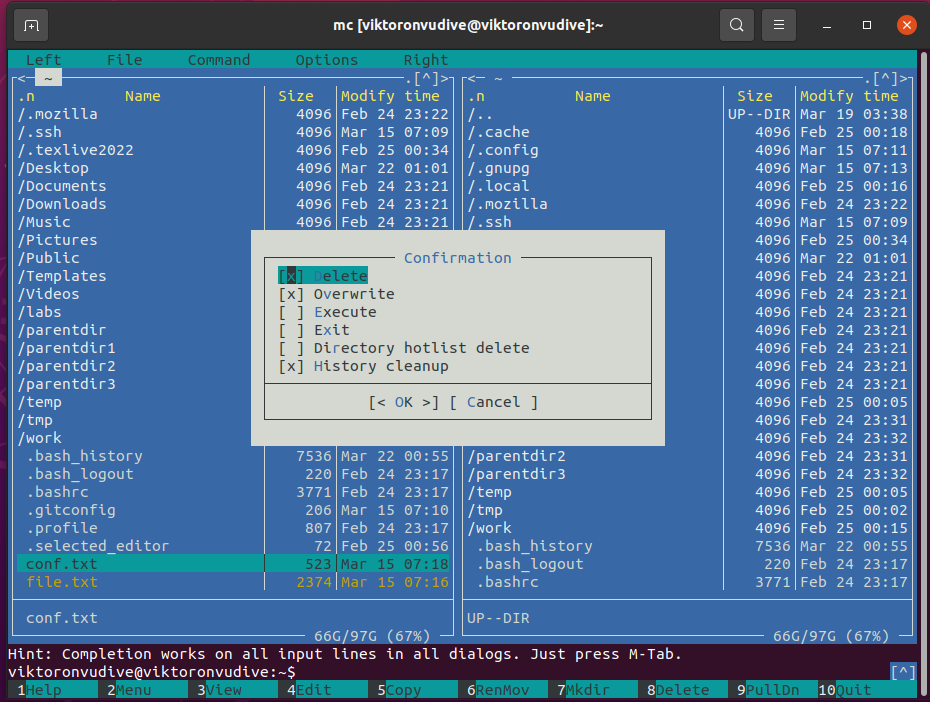 mc [viktoronvudive@viktoronvudive]:~
Left File Command Options Right
<— ~ .[^]> <— ~ .[^]>
.n Name Size Modify time .n Name Size Modify time
/.mozilla 4096 Feb 24 23:22 /.. UP--DIR Mar 19 03:38
/.ssh 4096 Mar 15 07:09 /.cache 4096 Feb 25 00:18
/.texlive2022 4096 Feb 25 00:34 /.config 4096 Mar 15 07:11
/Desktop 4096 Mar 22 01:01 /.gnupg 4096 Mar 15 07:13
/Documents 4096 Feb 24 23:21 /.local 4096 Feb 25 00:16
/Downloads 4096 Feb 24 23:21 /.mozilla 4096 Feb 24 23:22
/Music 4096 Feb 24 23:21 /.ssh 4096 Mar 15 07:09
/Pictures 4096 Feb 25 00:34
/Public Confirmation 4096 Mar 22 01:01
/Templates [x] Delete 4096 Feb 24 23:21
/Videos [x] Overwrite 4096 Feb 24 23:21
/labs [ ] Execute 4096 Feb 24 23:21
/parentdir [ ] Exit 4096 Feb 24 23:21
/parentdir1 [ ] Directory hotlist delete 4096 Feb 24 23:21
/parentdir2 [x] History cleanup 4096 Feb 24 23:21
/parentdir3 4096 Feb 24 23:21
/temp [< OK >] [ Cancel ] 4096 Feb 25 00:05
/tmp 4096 Feb 24 23:31
/work 4096 Feb 24 23:32
.bash_history 7536 Mar 22 00:55 /parentdir2 4096 Feb 24 23:31
.bash_logout 220 Feb 24 23:17 /parentdir3 4096 Feb 24 23:32
.bashrc 3771 Feb 24 23:17 /temp 4096 Feb 25 00:05
.gitconfig 206 Mar 15 07:10 /tmp 4096 Feb 25 00:02
.profile 807 Feb 24 23:17 /work 4096 Feb 25 00:15
.selected_editor 72 Feb 25 00:56 .bash_history 7536 Mar 22 00:55
conf.txt 523 Mar 15 07:18 .bash_logout 220 Feb 24 23:17
file.txt 2374 Mar 15 07:16 .bashrc 3771 Feb 24 23:17
conf.txt UP--DIR
66G/97G (67%) 66G/97G (67%)
Hint: Completion works on all input lines in all dialogs. Just press M-Tab.
viktoronvudive@viktoronvudive:~$ [^]
1Help 2Menu 3View 4Edit 5Copy 6RenMov 7Mkdir 8Delete 9PullDn 10Quit